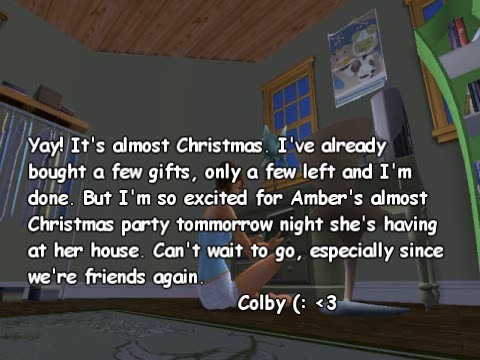 Yay! It's almost Christmas. I've already
bought a few gifts, only a few left and I'm
done. But I'm so excited for Amber's almost
Christmas party tommorrow night she's having
at her house. Can't wait to go, especially since
we're friends again.
Colby (: <3